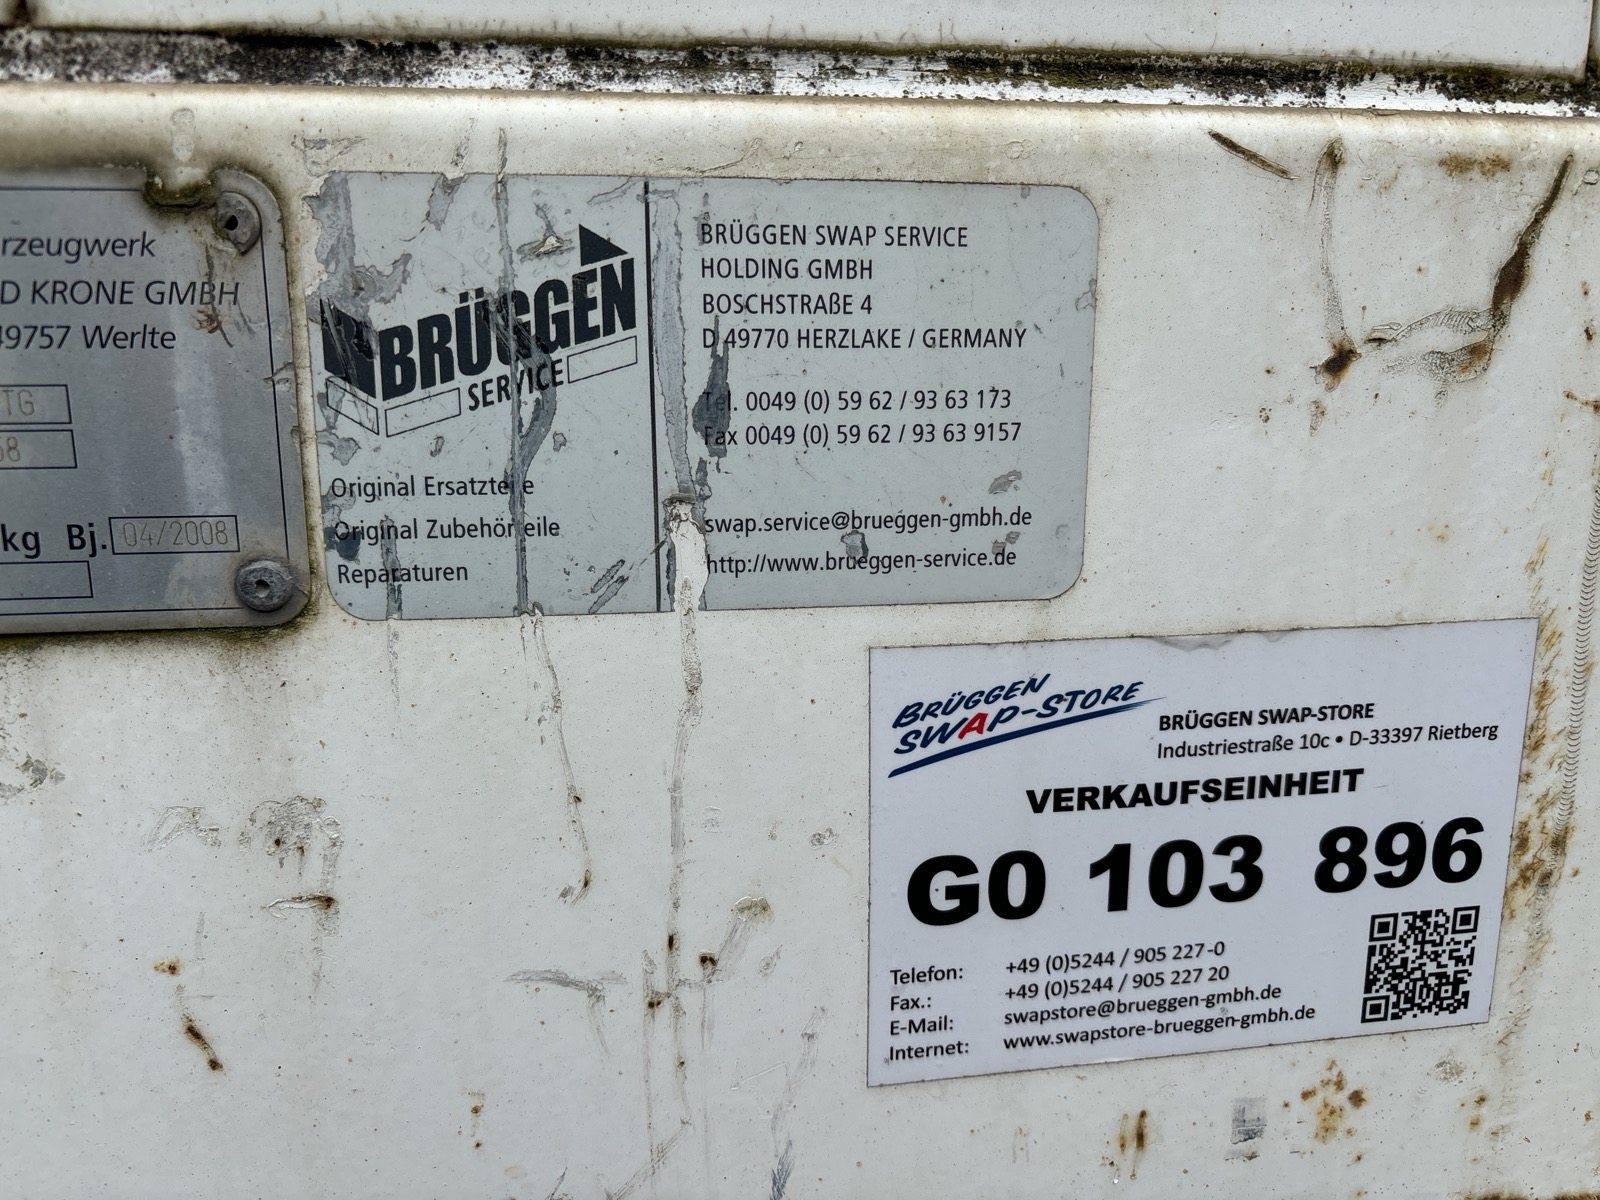 rzeugwerk
D KRONE GMBH
49757 Werlte
TG
68
kg Bj. 04/2008
BRÜGGEN
SERVICE
Original Ersatzteile
Original Zubehörteile
Reparaturen
BRÜGGEN SWAP SERVICE
HOLDING GMBH
BOSCHSTRAßE 4
D 49770 HERZLAKE / GERMANY
Tel. 0049 (0) 59 62 / 93 63 173
Fax 0049 (0) 59 62 / 93 63 9157
swap.service@brueggen-gmbh.de
http://www.brueggen-service.de
BRÜGGEN
SWAP-STORE
BRÜGGEN SWAP-STORE
Industriestraße 10c • D-33397 Rietberg
VERKAUFSEINHEIT
G0 103 896
Telefon: +49 (0)5244 / 905 227-0
Fax.: +49 (0)5244 / 905 227 20
E-Mail: swapstore@brueggen-gmbh.de
Internet: www.swapstore-brueggen-gmbh.de